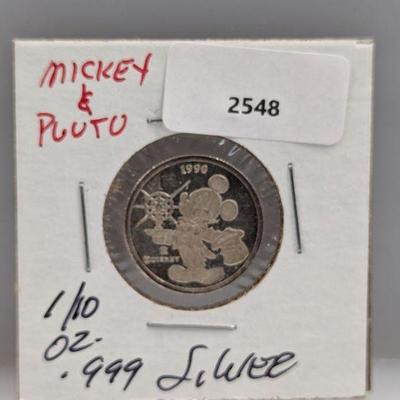 MICKEY
&
PLUTO
2548
1990
© DISNEY
1/10
OZ.
.999 Silver